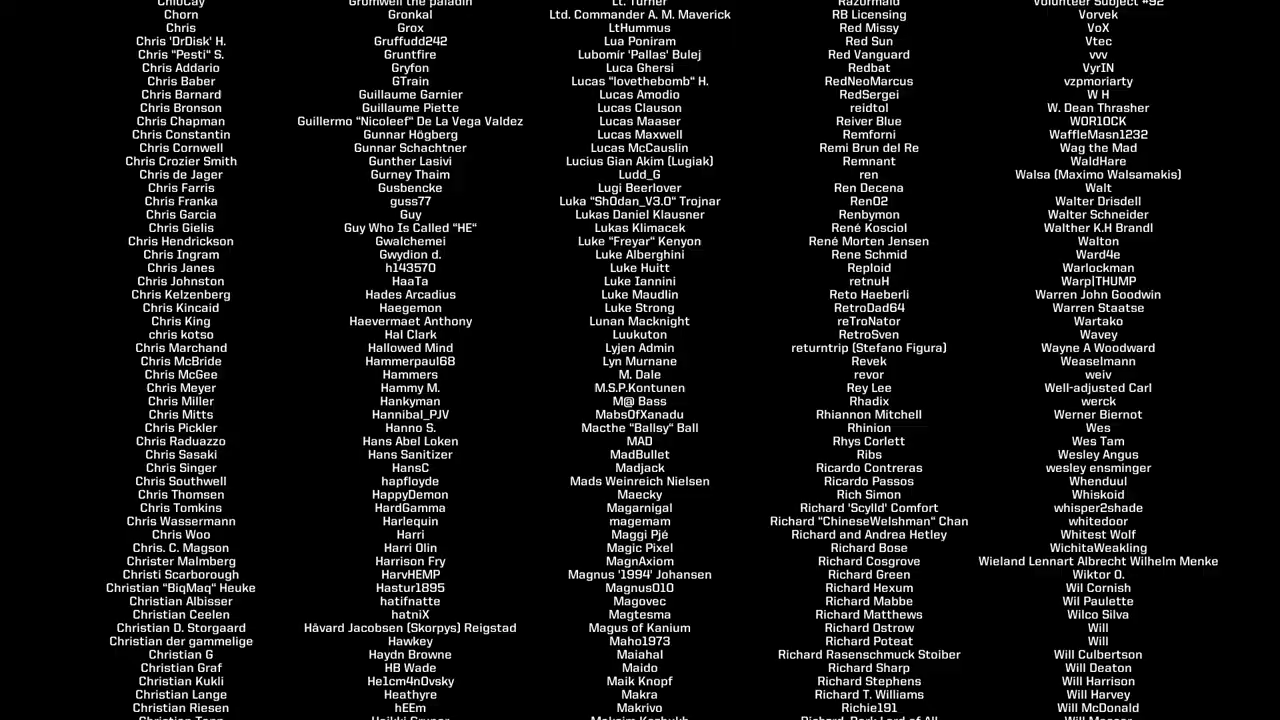 ChloCay
Chorn
Chris
Chris 'DrDisk' H.
Chris "Pesti" S.
Chris Addario
Chris Baber
Chris Barnard
Chris Bronson
Chris Chapman
Chris Constantin
Chris Cornwell
Chris Crozier Smith
Chris de Jager
Chris Farris
Chris Franka
Chris Garcia
Chris Gielis
Chris Hendrickson
Chris Ingram
Chris Janes
Chris Johnston
Chris Kelzenberg
Chris Kincaid
Chris King
chris kotso
Chris Marchand
Chris McBride
Chris McGee
Chris Meyer
Chris Miller
Chris Mitts
Chris Pickler
Chris Raduazzo
Chris Sasaki
Chris Singer
Chris Southwell
Chris Thomsen
Chris Tomkins
Chris Wassermann
Chris Woo
Chris. C. Magson
Christer Malmberg
Christi Scarborough
Christian "BiqMaq" Heuke
Christian Albisser
Christian Ceelen
Christian D. Storgaard
Christian der gammelige
Christian G
Christian Graf
Christian Kukli
Christian Lange
Christian Riesen
Gromwell the paladin
Gronkal
Grox
Gruffudd242
Gruntfire
Gryfon
GTrain
Guillaume Garnier
Guillaume Piette
Guillermo "Nicoleef" De La Vega Valdez
Gunnar Högberg
Gunnar Schachtner
Gunther Lasivi
Gurney Thaim
Gusbencke
guss77
Guy
Guy Who Is Called "HE"
Gwalchemei
Gwydion d.
h143570
HaaTa
Hades Arcadius
Haegemon
Haevermaet Anthony
Hal Clark
Hallowed Mind
Hammerpaul68
Hammers
Hammy M.
Hankyman
Hannibal_PJV
Hanno S.
Hans Abel Loken
Hans Sanitizer
HansC
hapfloyde
HappyDemon
HardGamma
Harlequin
Harri
Harri Olin
Harrison Fry
HarvHEMP
Hastur1895
hatifnatte
hatniX
Håvard Jacobsen (Skorpys) Reigstad
Hawkey
Haydn Browne
HB Wade
He1cm4n0vsky
Heathyre
hEEm
Lt. Turner
Ltd. Commander A. M. Maverick
LtHummus
Lua Poniram
Lubomír 'Pallas' Bulej
Luca Ghersi
Lucas "lovethebomb" H.
Lucas Amodio
Lucas Clauson
Lucas Maaser
Lucas Maxwell
Lucas McCauslin
Lucius Gian Akim (Lugiak)
Ludd_G
Lugi Beerlover
Luka "Sh0dan_V3.0" Trojnar
Lukas Daniel Klausner
Lukas Klimacek
Luke "Freyar" Kenyon
Luke Alberghini
Luke Huitt
Luke Iannini
Luke Maudlin
Luke Strong
Lunan Macknight
Luukuton
Lyjen Admin
Lyn Murnane
M. Dale
M.S.P.Kontunen
M@ Bass
MabsOfXanadu
Macthe "Ballsy" Ball
MAD
MadBullet
Madjack
Mads Weinreich Nielsen
Maecky
Magarnigal
magemam
Maggi Pjé
Magic Pixel
MagnAxiom
Magnus '1994' Johansen
Magnus010
Magovec
Magtesma
Magus of Kanium
Maho1973
Maiahal
Maido
Maik Knopf
Makra
Makrivo
Razormaid
RB Licensing
Red Missy
Red Sun
Red Vanguard
Redbat
RedNeoMarcus
RedSergei
reidtol
Reiver Blue
Remforni
Remi Brun del Re
Remnant
ren
Ren Decena
Ren02
Renbymon
René Kosciol
René Morten Jensen
Rene Schmid
Reploid
retnuH
Reto Haeberli
RetroDad64
reTroNator
RetroSven
returntrip (Stefano Figura)
Revek
revor
Rey Lee
Rhadix
Rhiannon Mitchell
Rhinion
Rhys Corlett
Ribs
Ricardo Contreras
Ricardo Passos
Rich Simon
Richard 'Scylld' Comfort
Richard "ChineseWelshman" Chan
Richard and Andrea Hetley
Richard Bose
Richard Cosgrove
Richard Green
Richard Hexum
Richard Mabbe
Richard Matthews
Richard Ostrow
Richard Poteat
Richard Rasenschmuck Stoiber
Richard Sharp
Richard Stephens
Richard T. Williams
Richie191
Volunteer Subject #92
Vorvek
VoX
Vtec
vvv
VyrIN
vzpmoriarty
W H
W. Dean Thrasher
W0R1OCK
WaffleMasn1232
Wag the Mad
WaldHare
Walsa (Maximo Walsamakis)
Walt
Walter Drisdell
Walter Schneider
Walther K.H Brandl
Walton
Ward4e
Warlockman
Warp|THUMP
Warren John Goodwin
Warren Staatse
Wartako
Wavey
Wayne A Woodward
Weaselmann
weiv
Well-adjusted Carl
werck
Werner Biernot
Wes
Wes Tam
Wesley Angus
wesley ensminger
Whenduul
Whiskoid
whisper2shade
whitedoor
Whitest Wolf
WichitaWeakling
Wieland Lennart Albrecht Wilhelm Menke
Wiktor O.
Wil Cornish
Wil Paulette
Wilco Silva
Will
Will
Will Culbertson
Will Deaton
Will Harrison
Will Harvey
Will McDonald